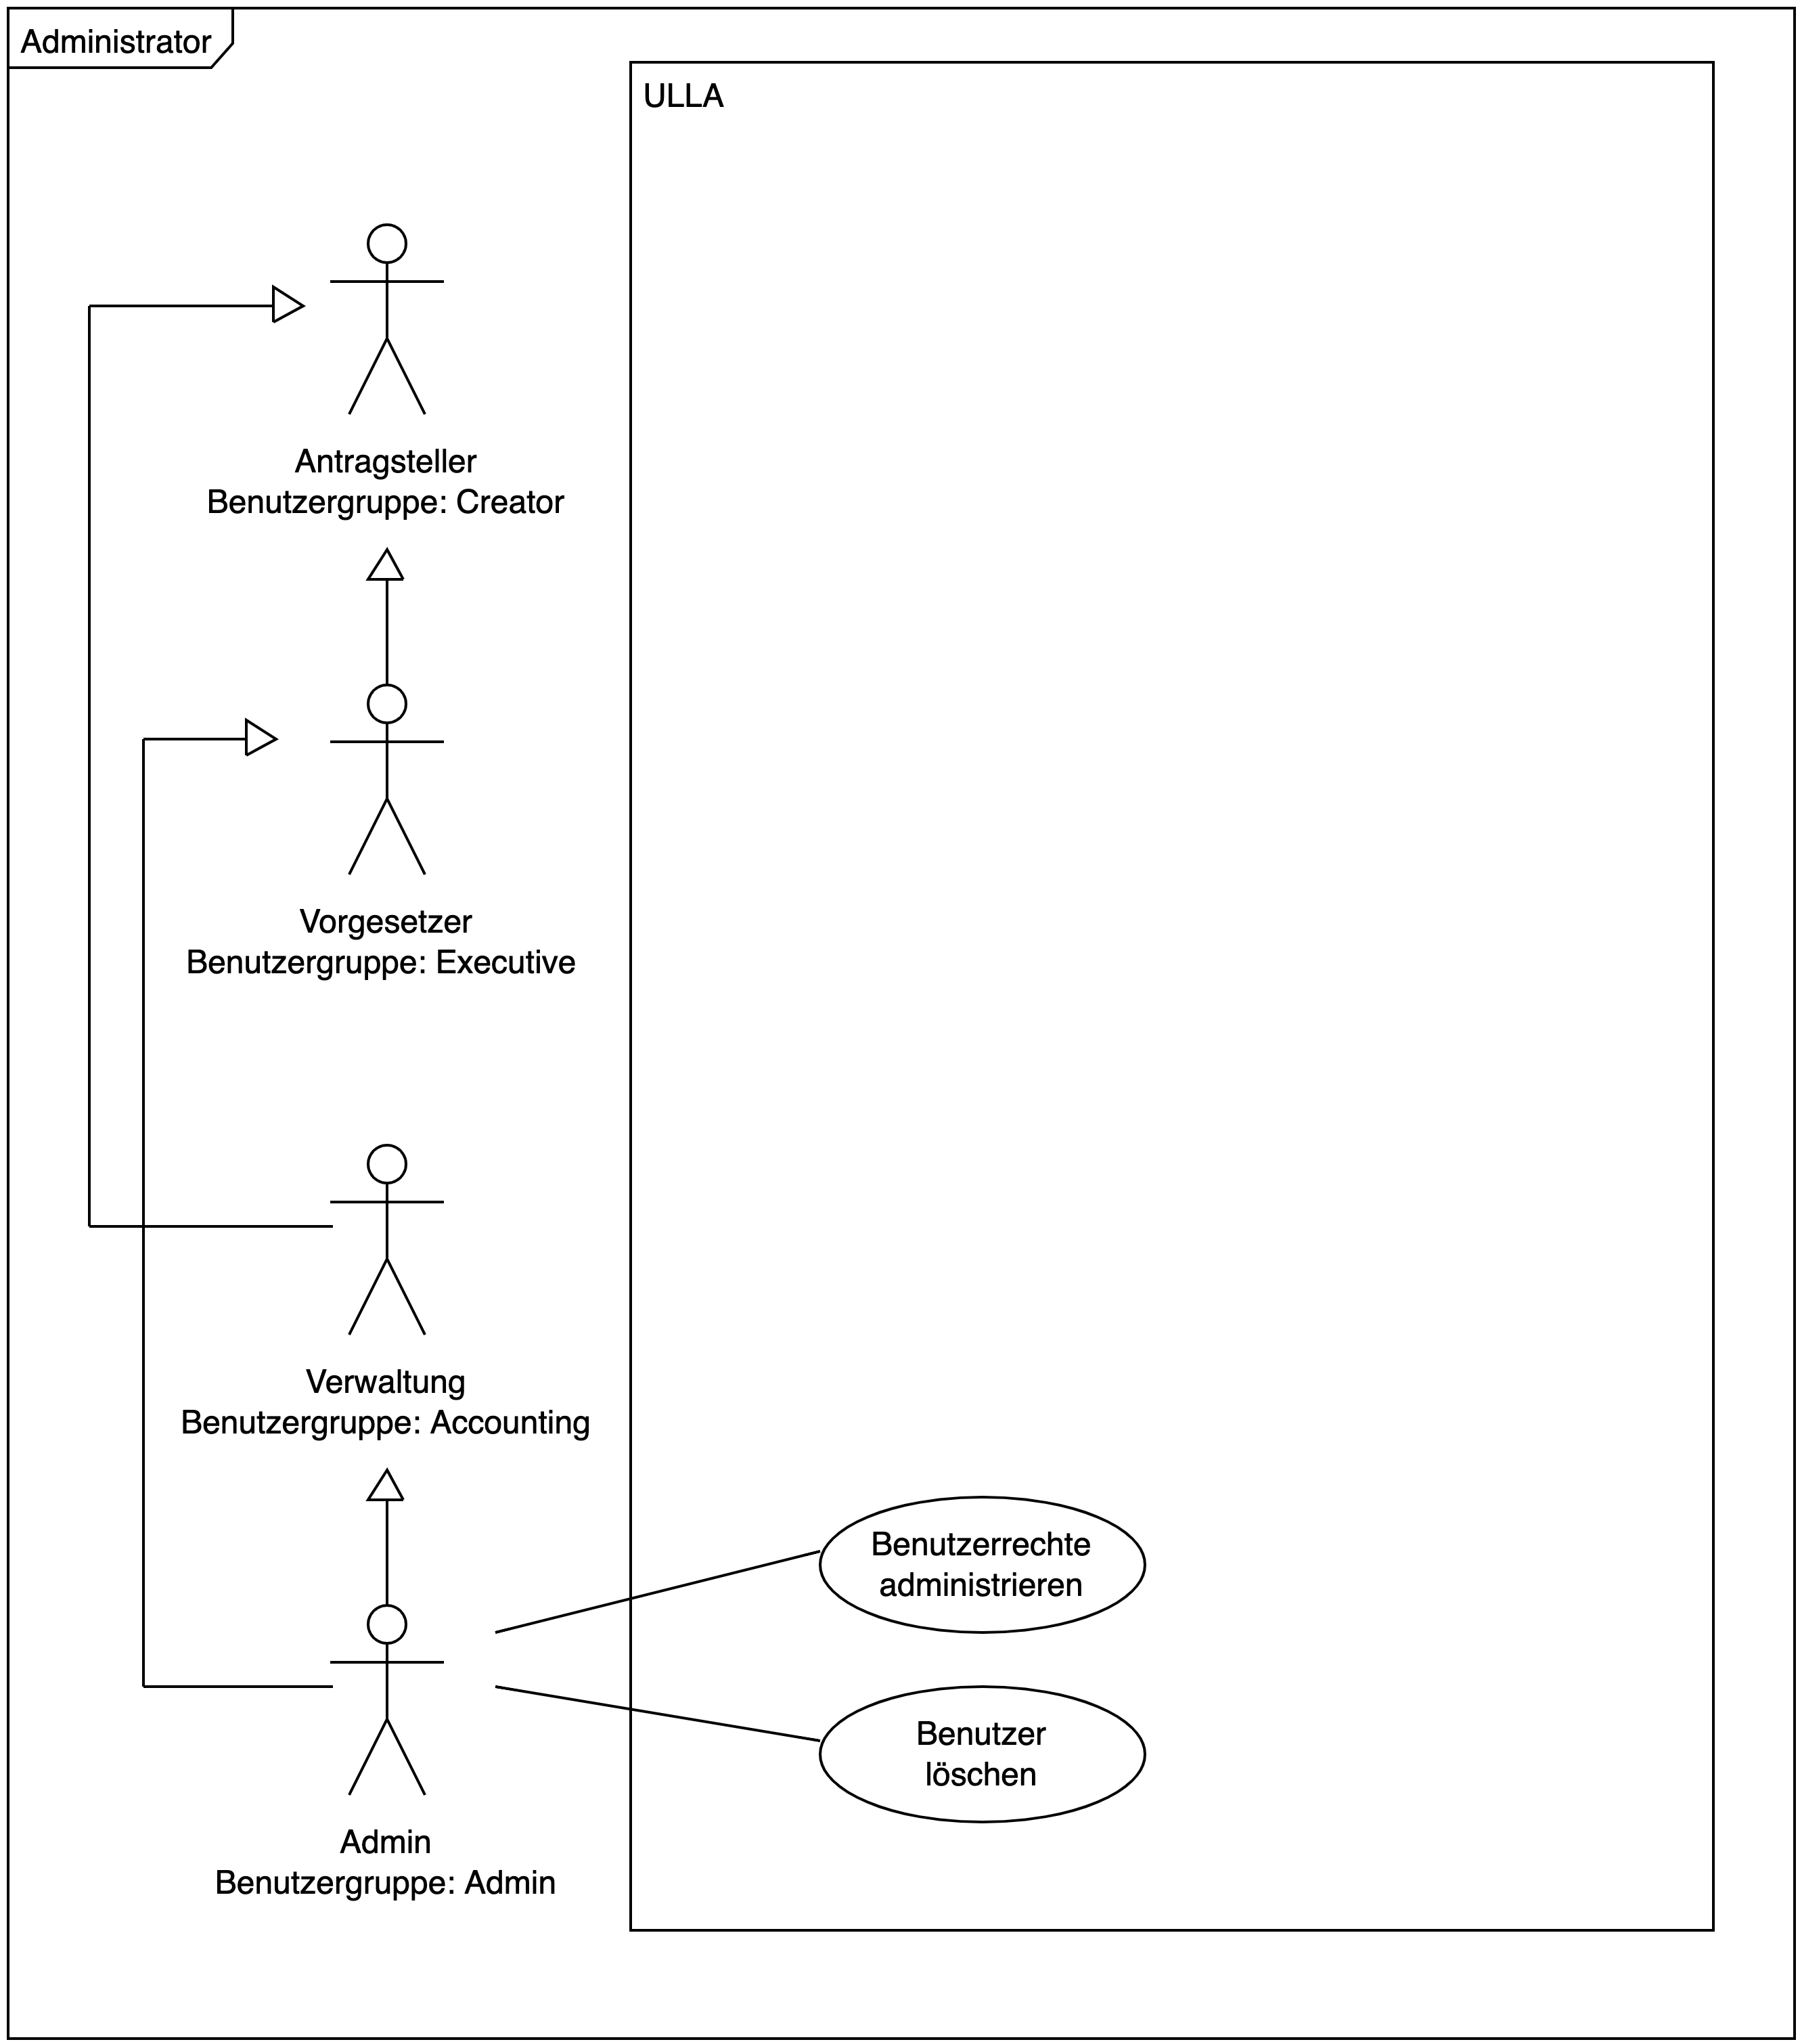 Administrator
ULLA
Antragsteller
Benutzergruppe: Creator
Vorgesetzer
Benutzergruppe: Executive
Verwaltung
Benutzergruppe: Accounting
Benutzerrechte
administrieren
Benutzer
löschen
Admin
Benutzergruppe: Admin